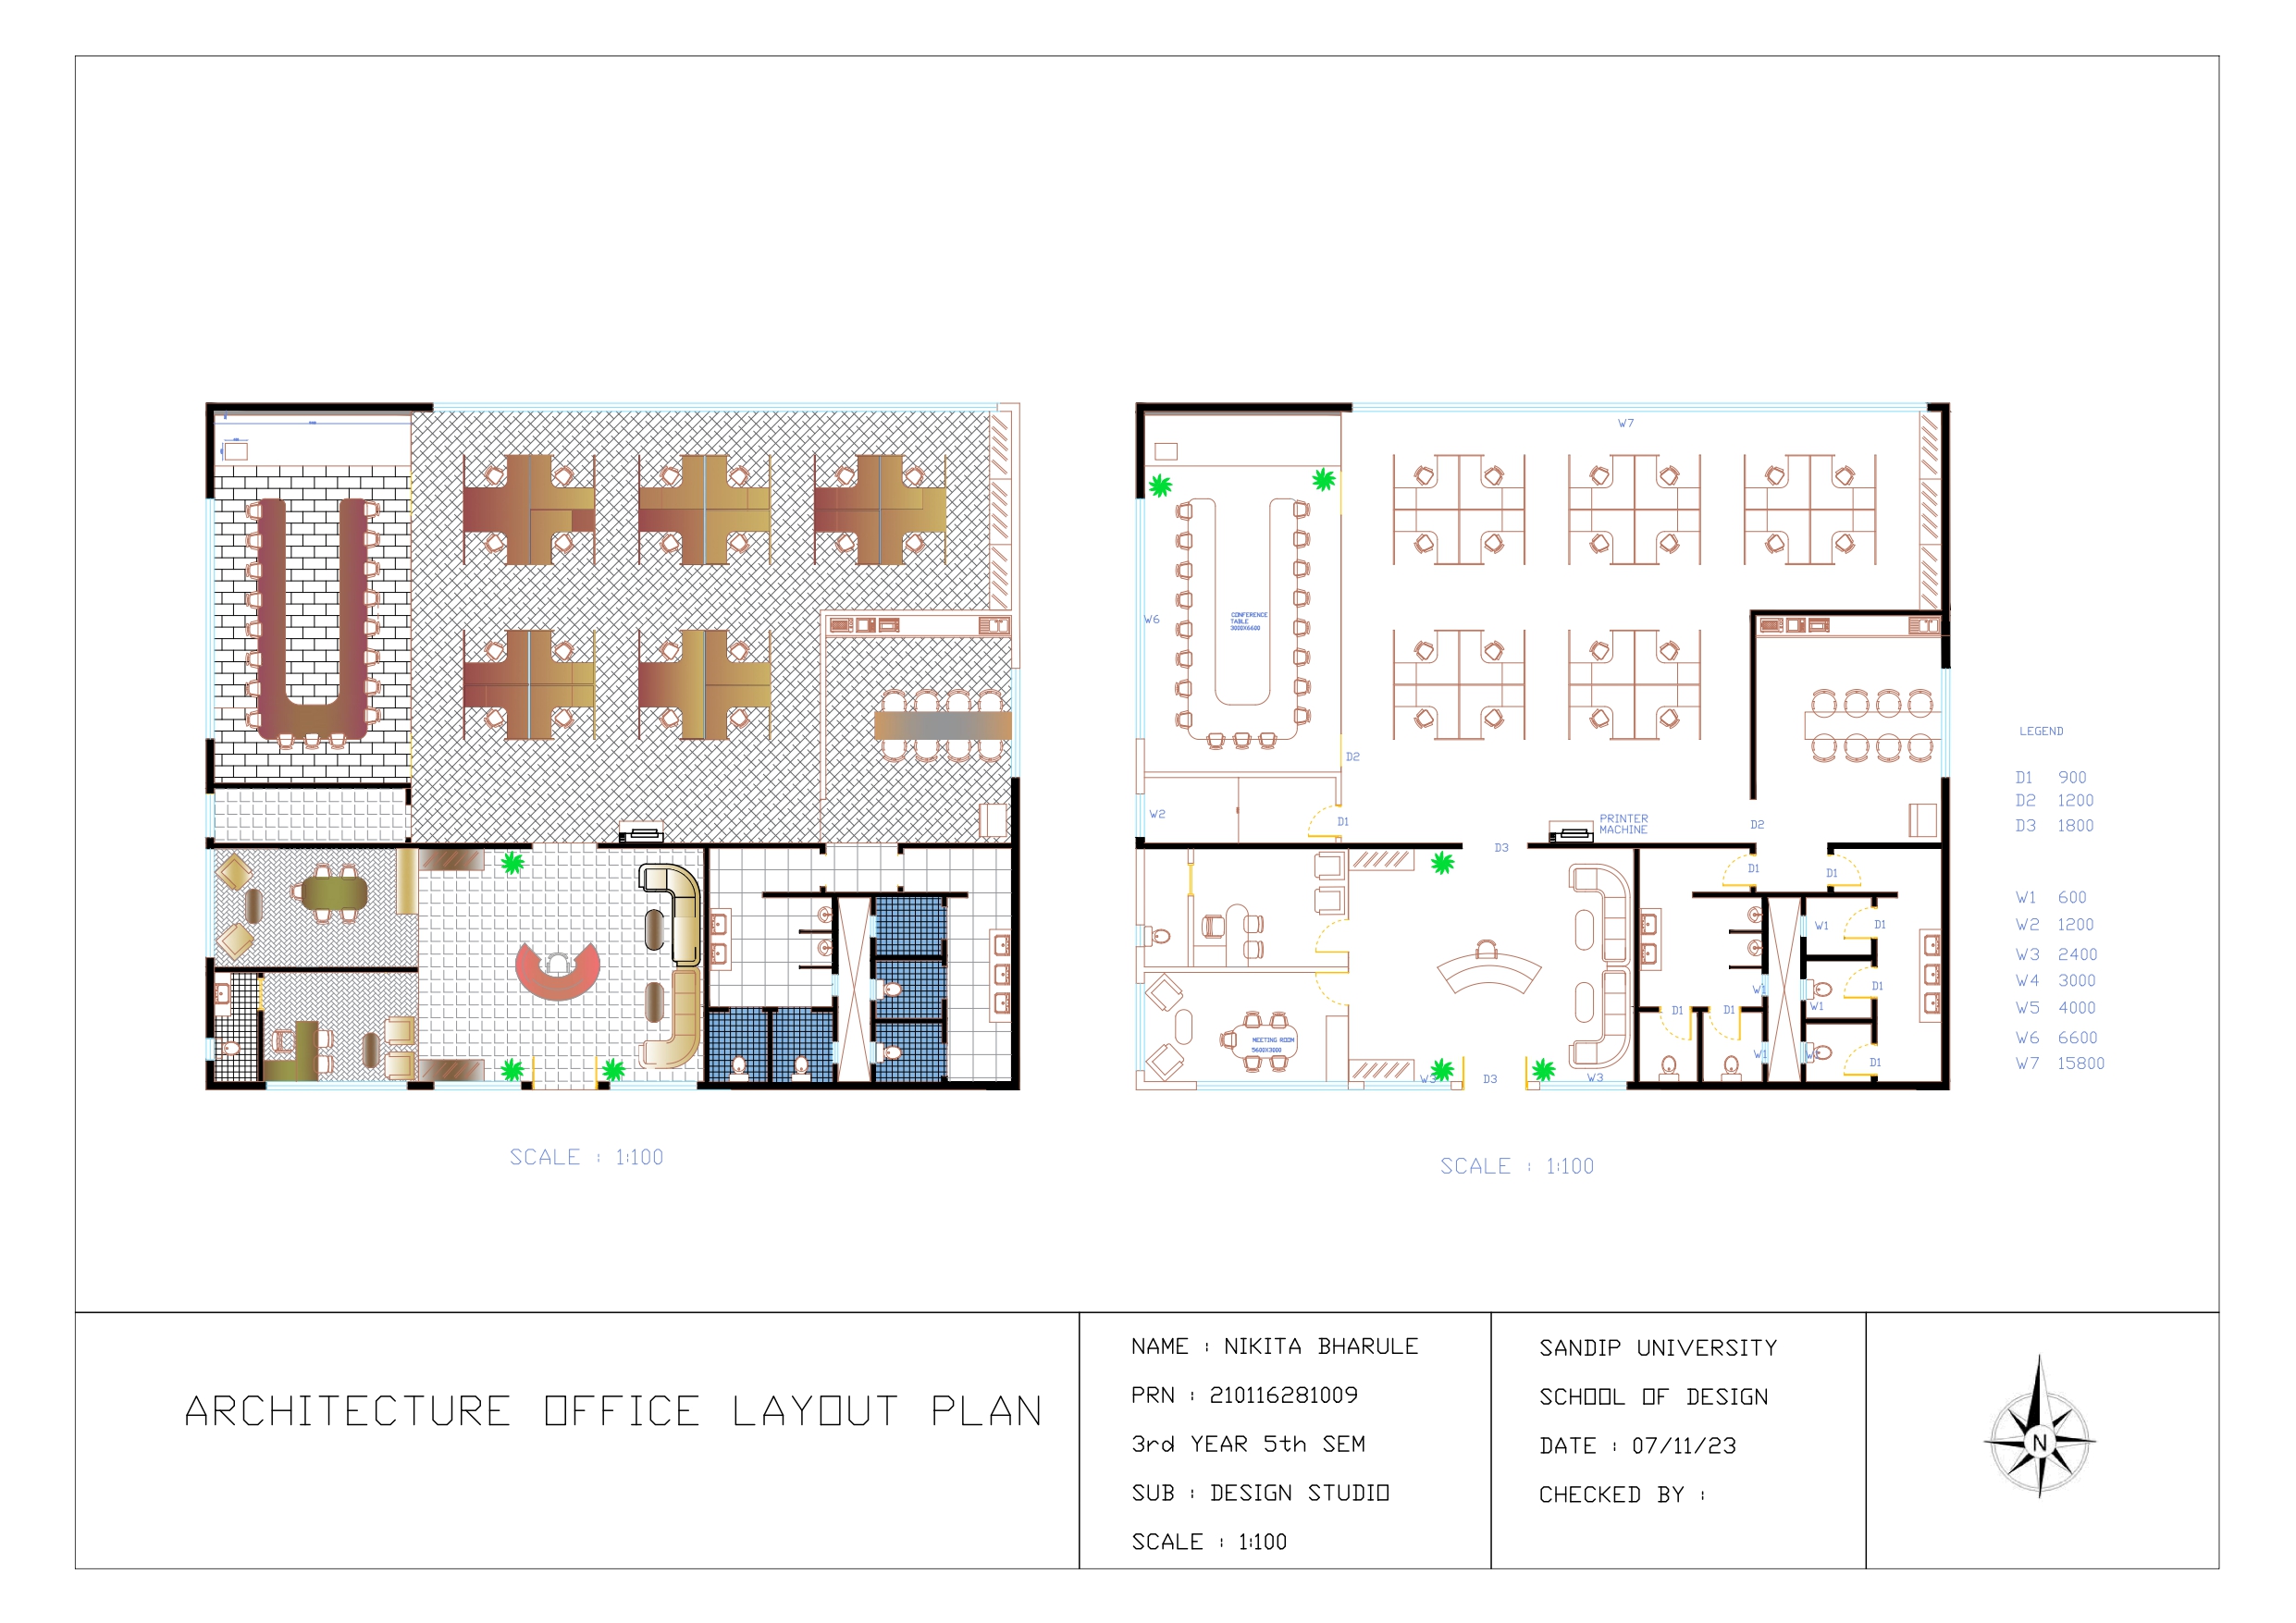 W7
W6
CONFERENCE
TABLE
3000X6600
D2
W2
D1
PRINTER
MACHINE
D2
D3
D1
D1
W1
D1
D1
W1
W1
D1
D1
MEETING ROOM
5600X3000
W1
D1
W3
D3
W3
LEGEND
D1 900
D2 1200
D3 1800
W1 600
W2 1200
W3 2400
W4 3000
W5 4000
W6 6600
W7 15800
SCALE : 1:100
SCALE : 1:100
ARCHITECTURE OFFICE LAYOUT PLAN
NAME : NIKITA BHARULE
PRN : 210116281009
3rd YEAR 5th SEM
SUB : DESIGN STUDIO
SCALE : 1:100
SANDIP UNIVERSITY
SCHOOL OF DESIGN
DATE : 07/11/23
CHECKED BY :
N